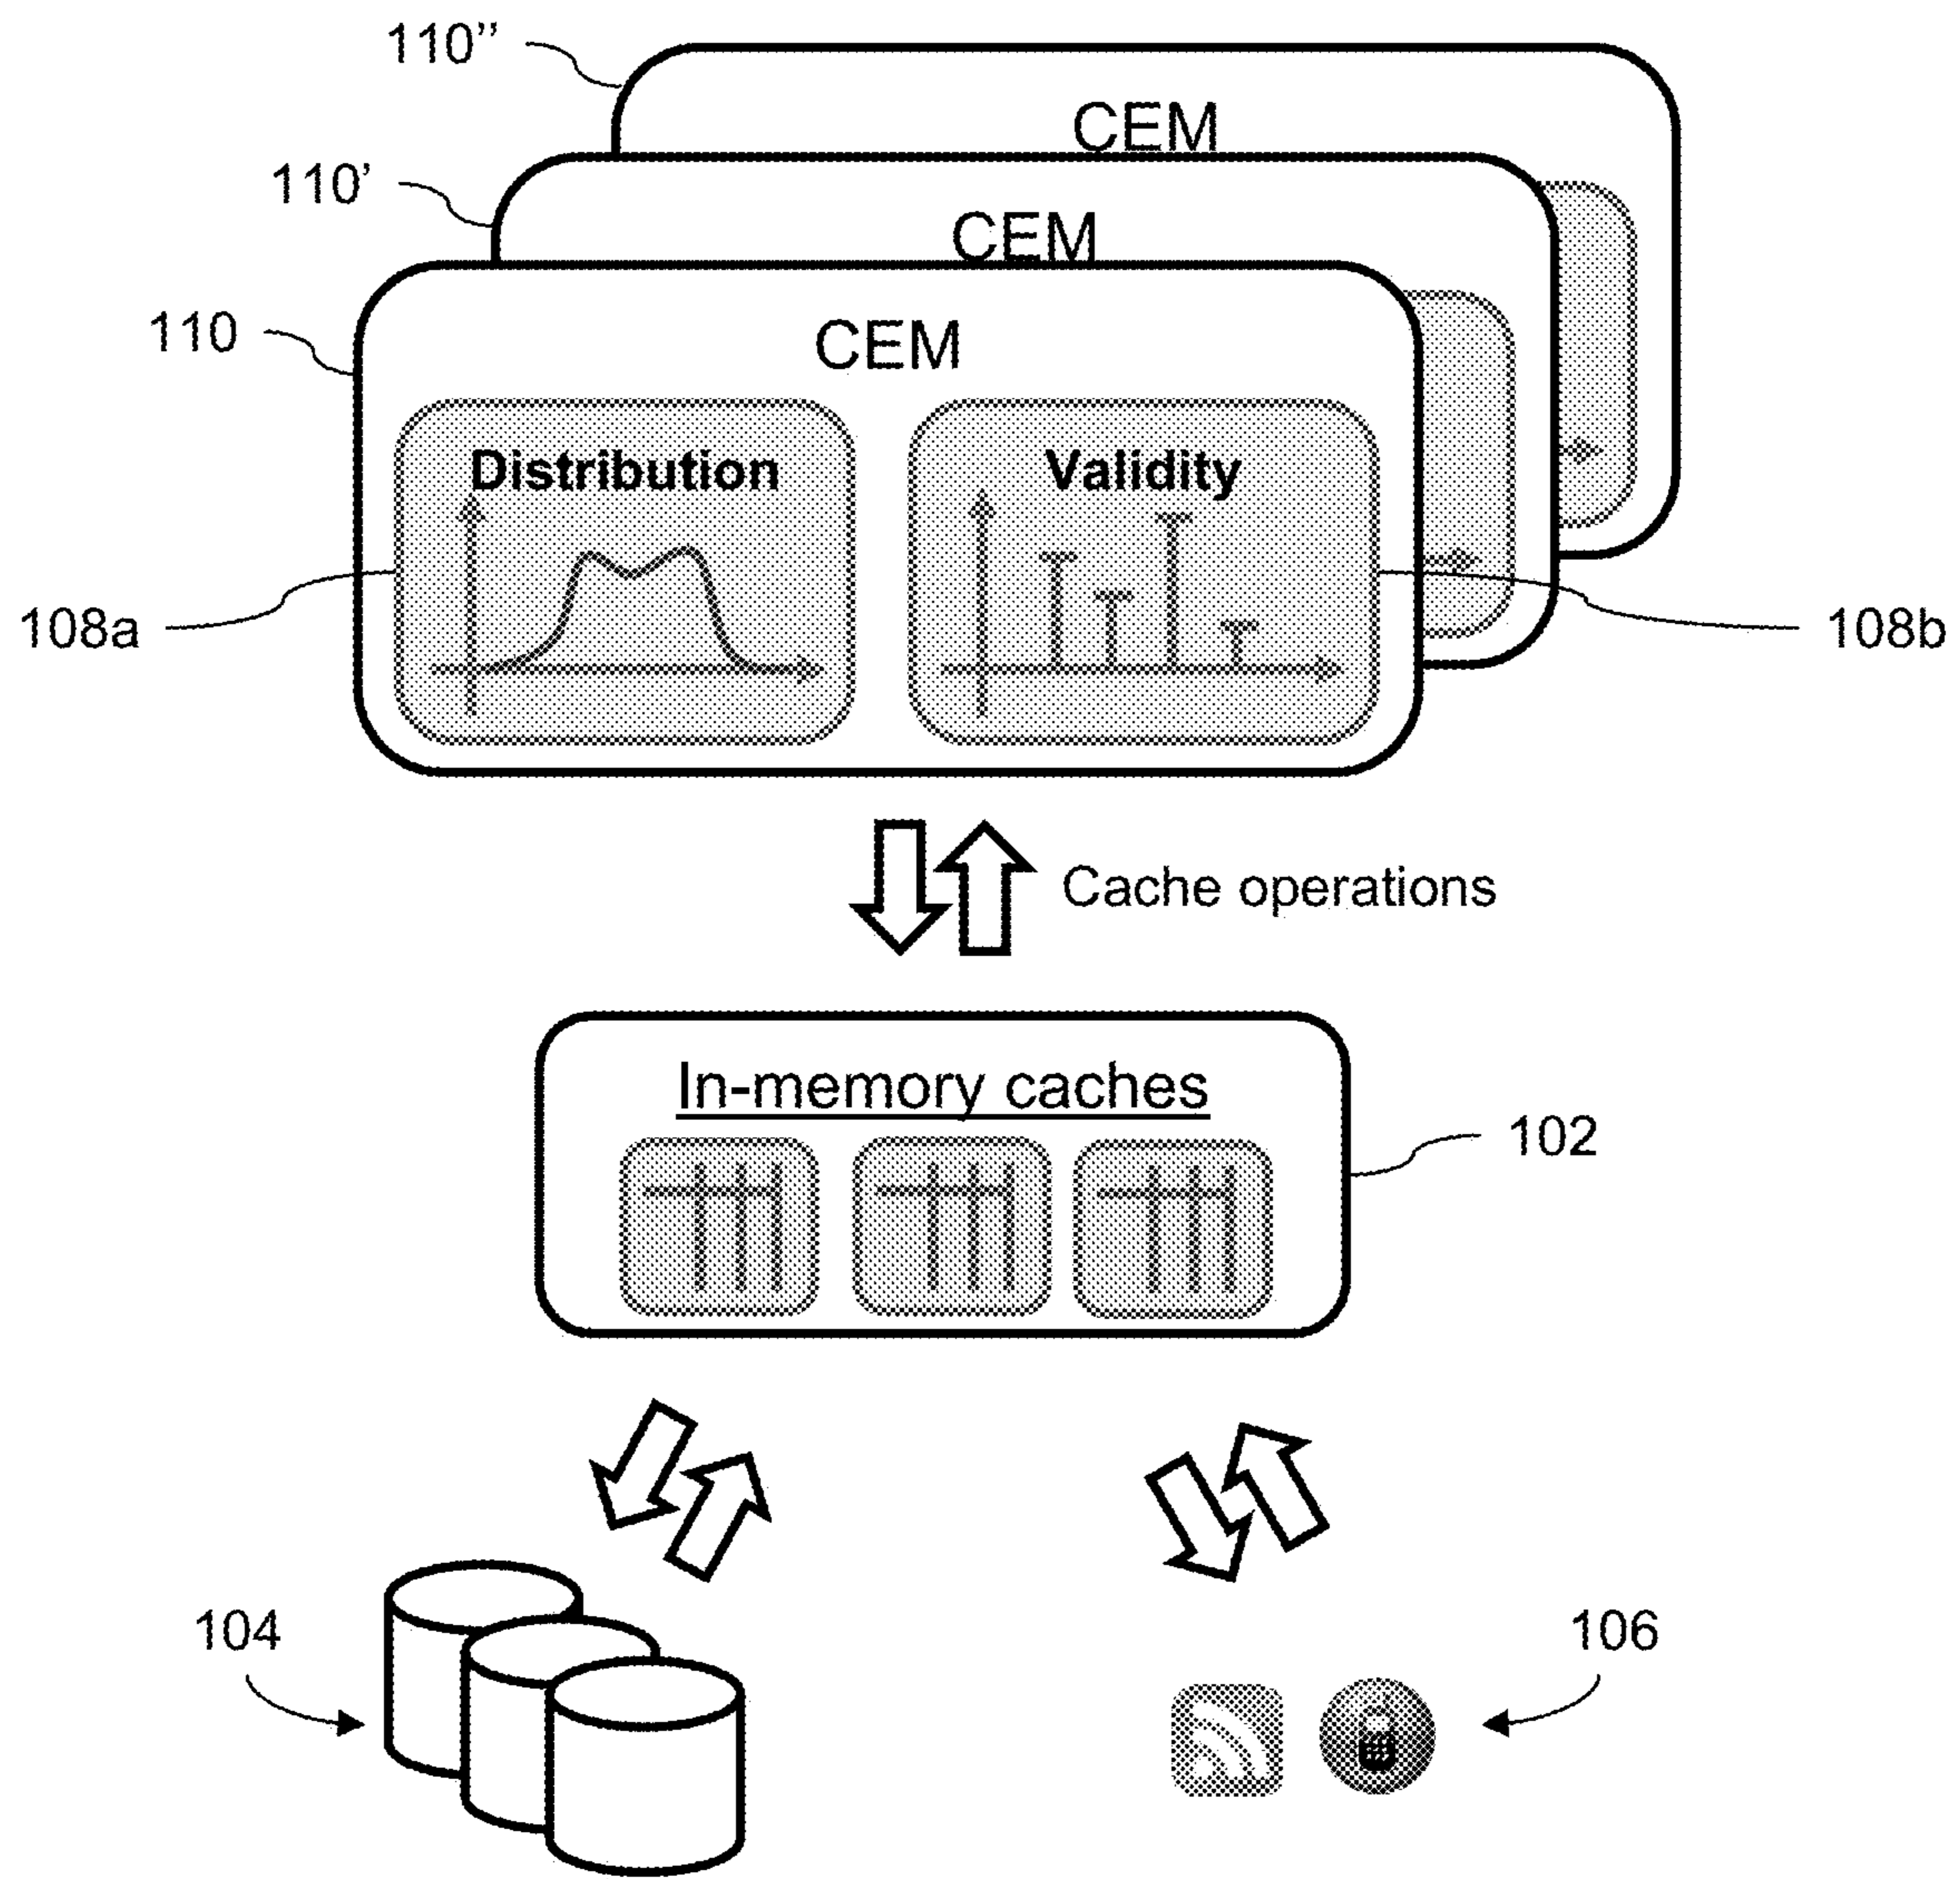 110”
CEM
110’
CEM
110
CEM
Distribution
Validity
108a
108b
Cache operations
In-memory caches
102
104
106